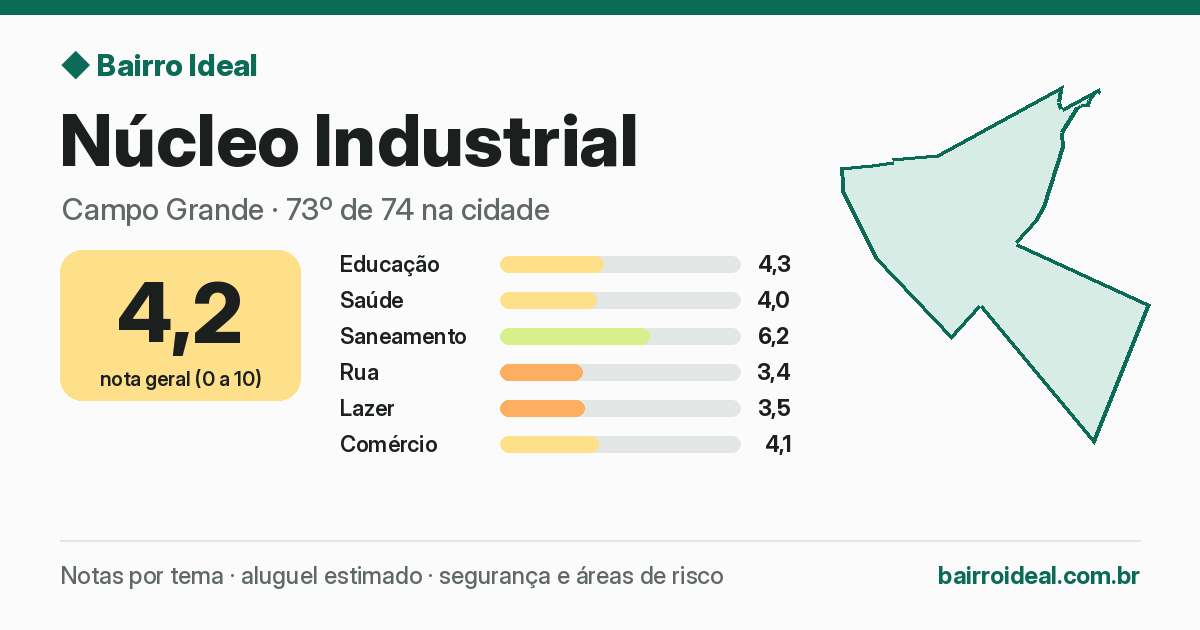 Bairro Ideal
Núcleo Industrial
Campo Grande · 73º de 74 na cidade
4,2
nota geral (0 a 10)
Educação 4,3
Saúde 4,0
Saneamento 6,2
Rua 3,4
Lazer 3,5
Comércio 4,1
Notas por tema · aluguel estimado · segurança e áreas de risco
bairroideal.com.br